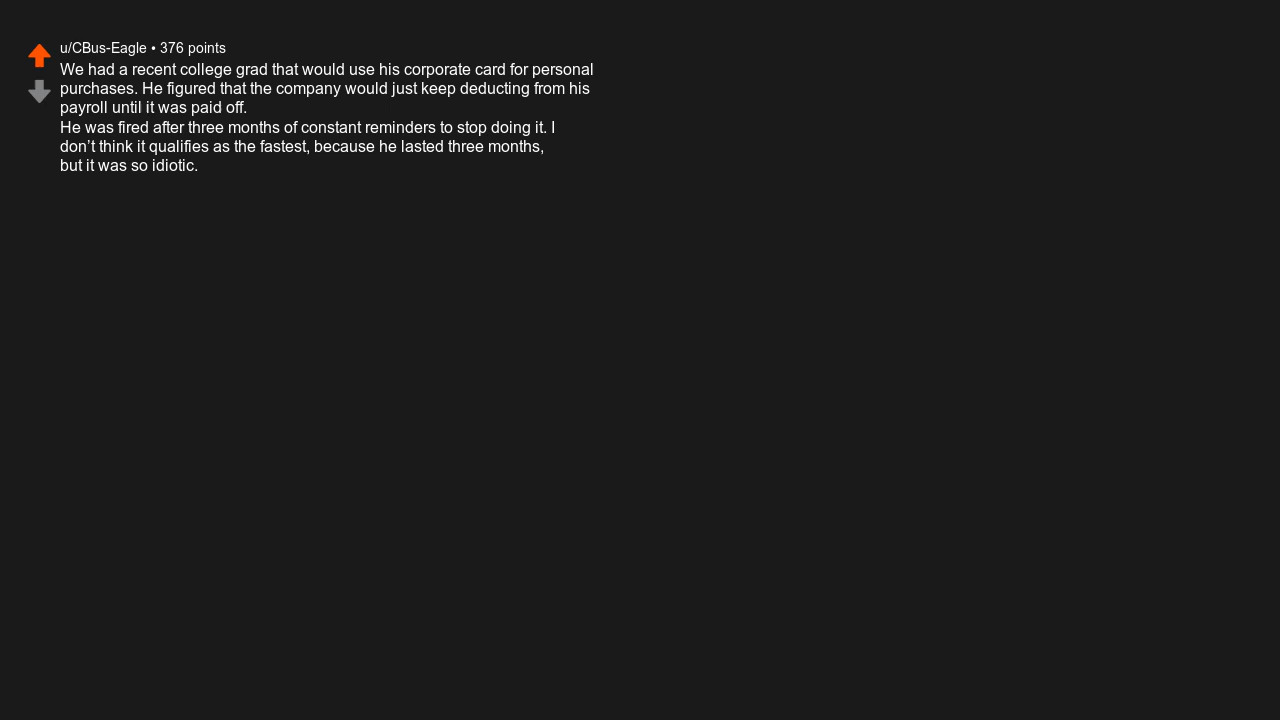 u/CBus-Eagle • 376 points
We had a recent college grad that would use his corporate card for personal
purchases. He figured that the company would just keep deducting from his
payroll until it was paid off.
He was fired after three months of constant reminders to stop doing it. I
don’t think it qualifies as the fastest, because he lasted three months,
but it was so idiotic.